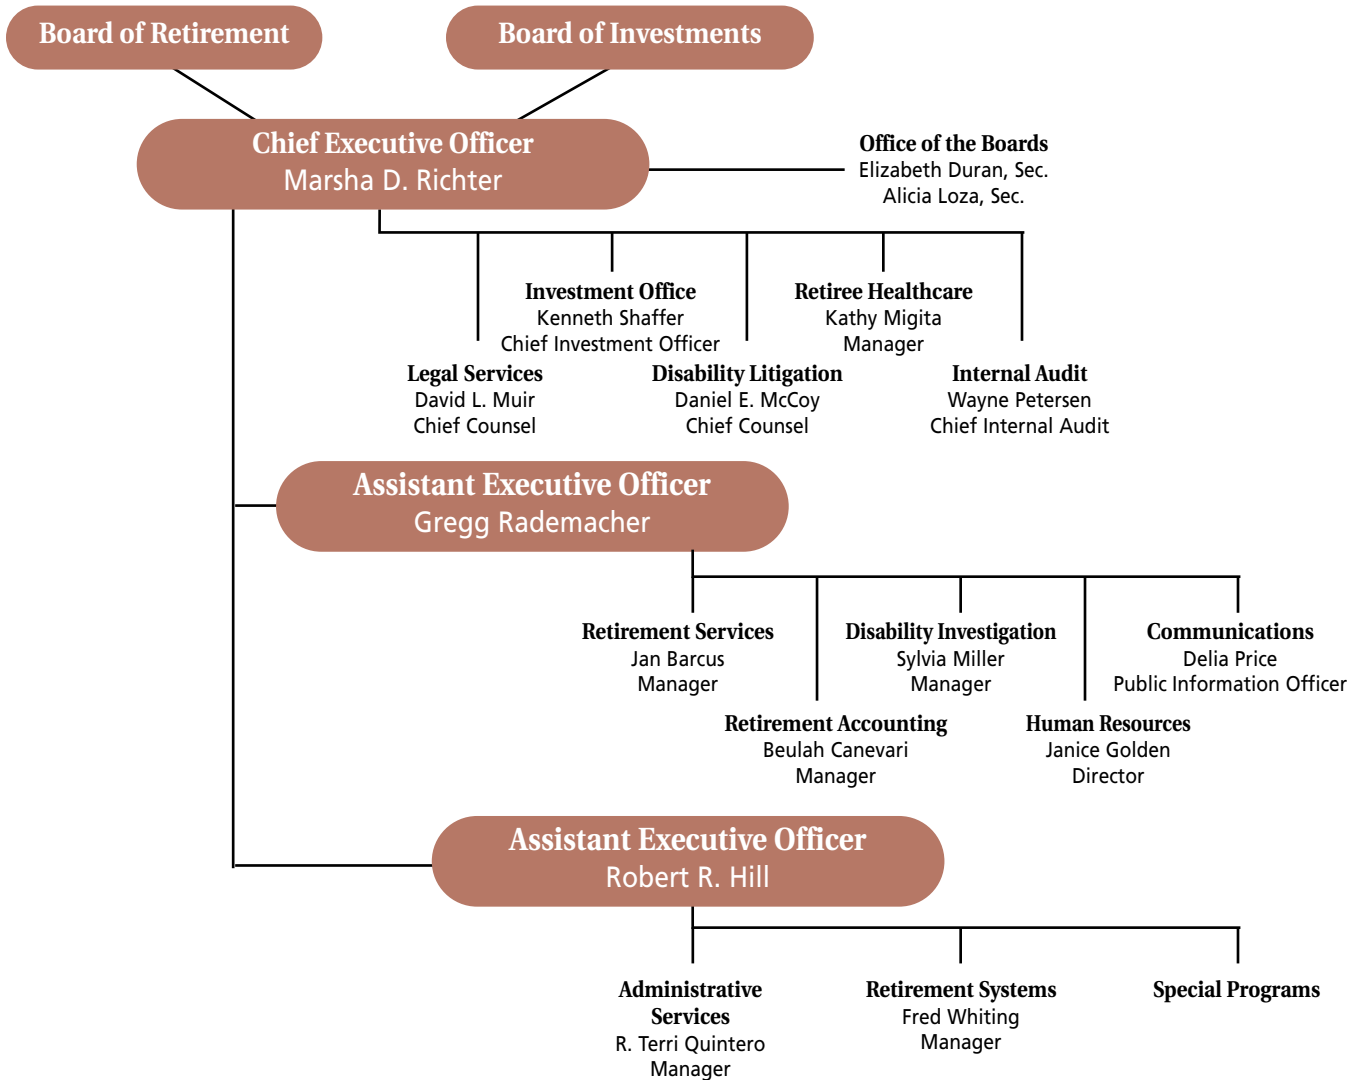 Board of Retirement
Board of Investments
Chief Executive Officer
Marsha D. Richter
Office of the Boards
Elizabeth Duran, Sec.
Alicia Loza, Sec.
Investment Office
Kenneth Shaffer
Chief Investment Officer
Retiree Healthcare
Kathy Migita
Manager
Legal Services
David L. Muir
Chief Counsel
Disability Litigation
Daniel E. McCoy
Chief Counsel
Internal Audit
Wayne Petersen
Chief Internal Audit
Assistant Executive Officer
Gregg Rademacher
Retirement Services
Jan Barcus
Manager
Disability Investigation
Sylvia Miller
Manager
Communications
Delia Price
Public Information Officer
Retirement Accounting
Beulah Canevari
Manager
Human Resources
Janice Golden
Director
Assistant Executive Officer
Robert R. Hill
Administrative
Services
R. Terri Quintero
Manager
Retirement Systems
Fred Whiting
Manager
Special Programs